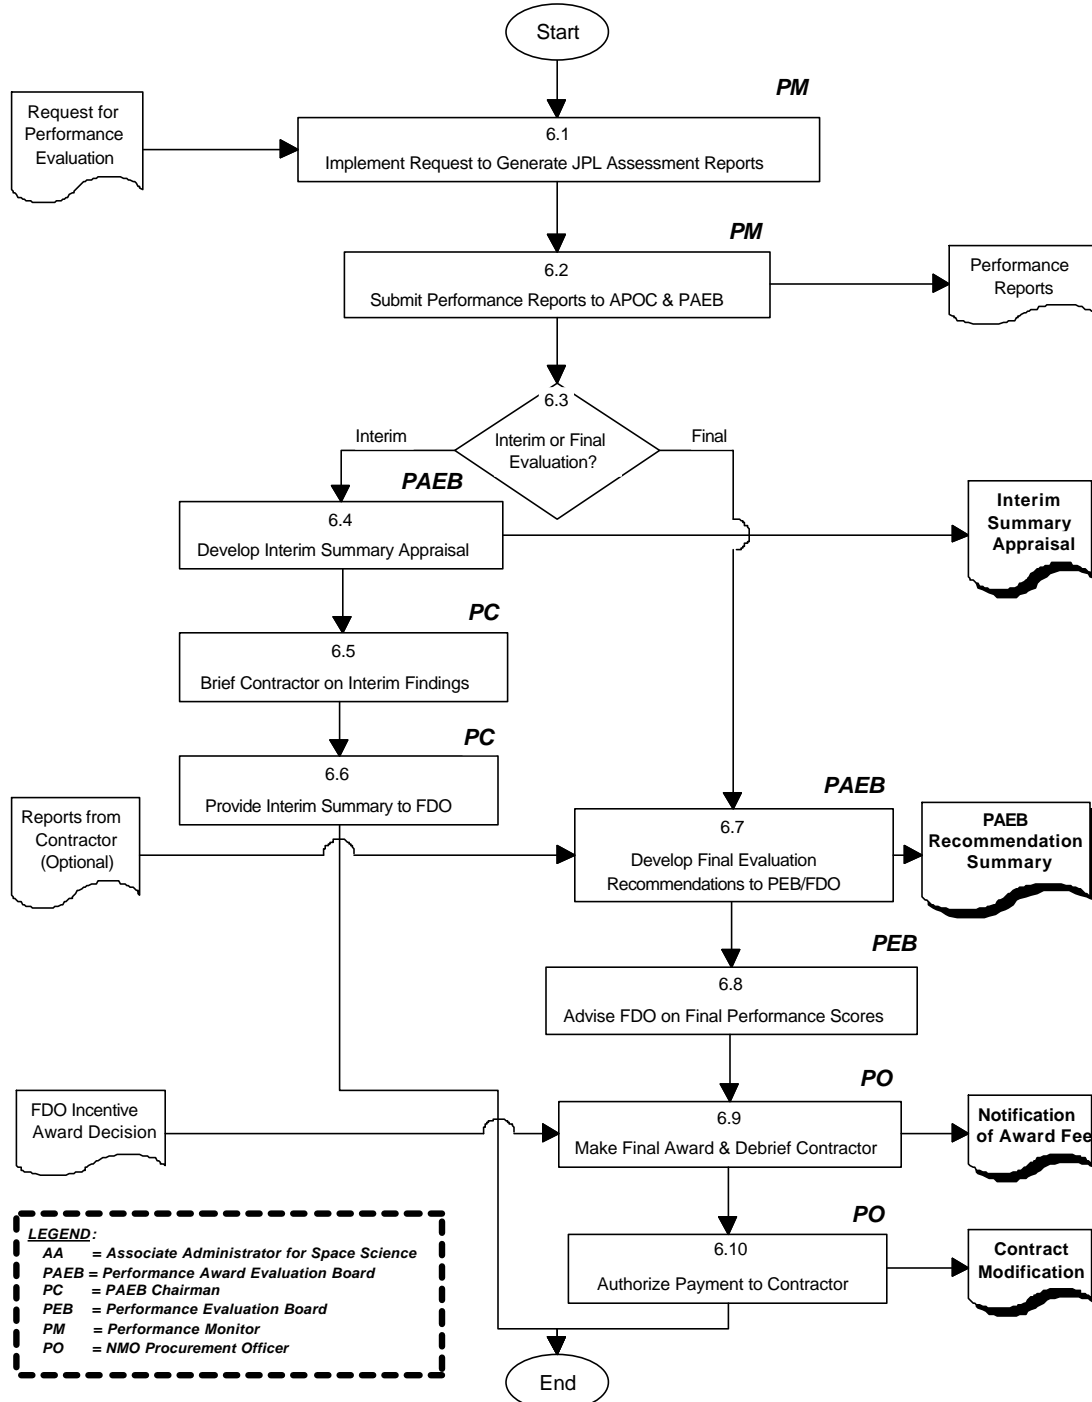 Start
PM
Request for
Performance
Evaluation
6.1
Implement Request to Generate JPL Assessment Reports
PM
6.2
Submit Performance Reports to APOC & PAEB
Performance
Reports
6.3
Interim or Final
Evaluation?
Interim
Final
PAEB
6.4
Develop Interim Summary Appraisal
Interim
Summary
Appraisal
PC
6.5
Brief Contractor on Interim Findings
PC
6.6
Provide Interim Summary to FDO
Reports from
Contractor
(Optional)
PAEB
6.7
Develop Final Evaluation
Recommendations to PEB/FDO
PAEB
Recommendation
Summary
PEB
6.8
Advise FDO on Final Performance Scores
PO
FDO Incentive
Award Decision
6.9
Make Final Award & Debrief Contractor
Notification
of Award Fee
PO
6.10
Authorize Payment to Contractor
Contract
Modification
LEGEND:
AA = Associate Administrator for Space Science
PAEB = Performance Award Evaluation Board
PC = PAEB Chairman
PEB = Performance Evaluation Board
PM = Performance Monitor
PO = NMO Procurement Officer
End